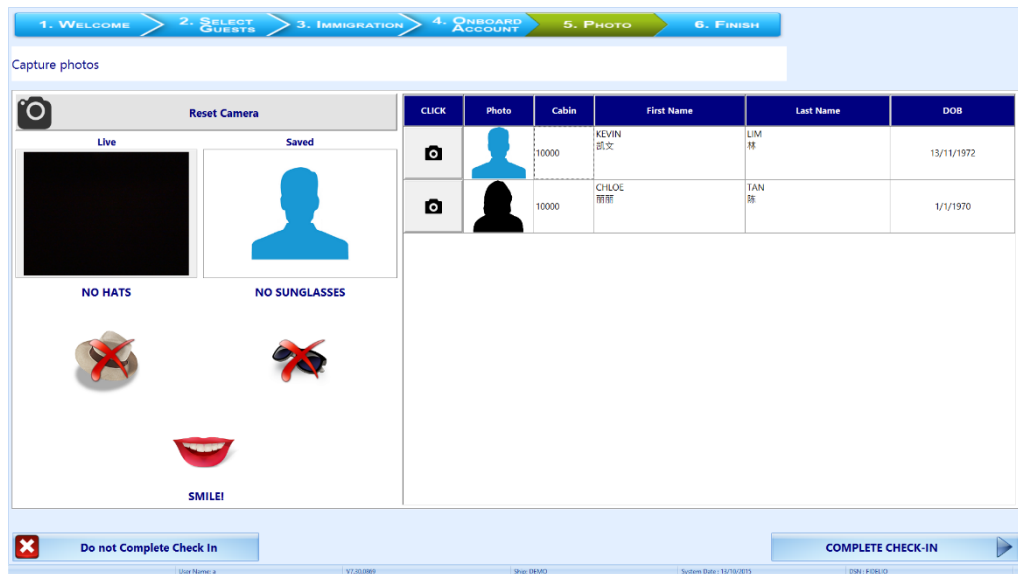 1. WELCOME
2. SELECT GUESTS
3. IMMIGRATION
4. ONBOARD ACCOUNT
5. PHOTO
6. FINISH
Capture photos
Reset Camera
Live
Saved
NO HATS
NO SUNGLASSES
SMILE!
CLICK Photo Cabin First Name Last Name DOB
10000 KEVIN LIM 13/11/1972
凯文 林
10000 CHLOE TAN 1/1/1970
丽丽 陈
Do not Complete Check In
COMPLETE CHECK-IN
User Name: a V7.30.0869 Ship: DEMO System Date : 13/10/2015 DSN : FIDELIO